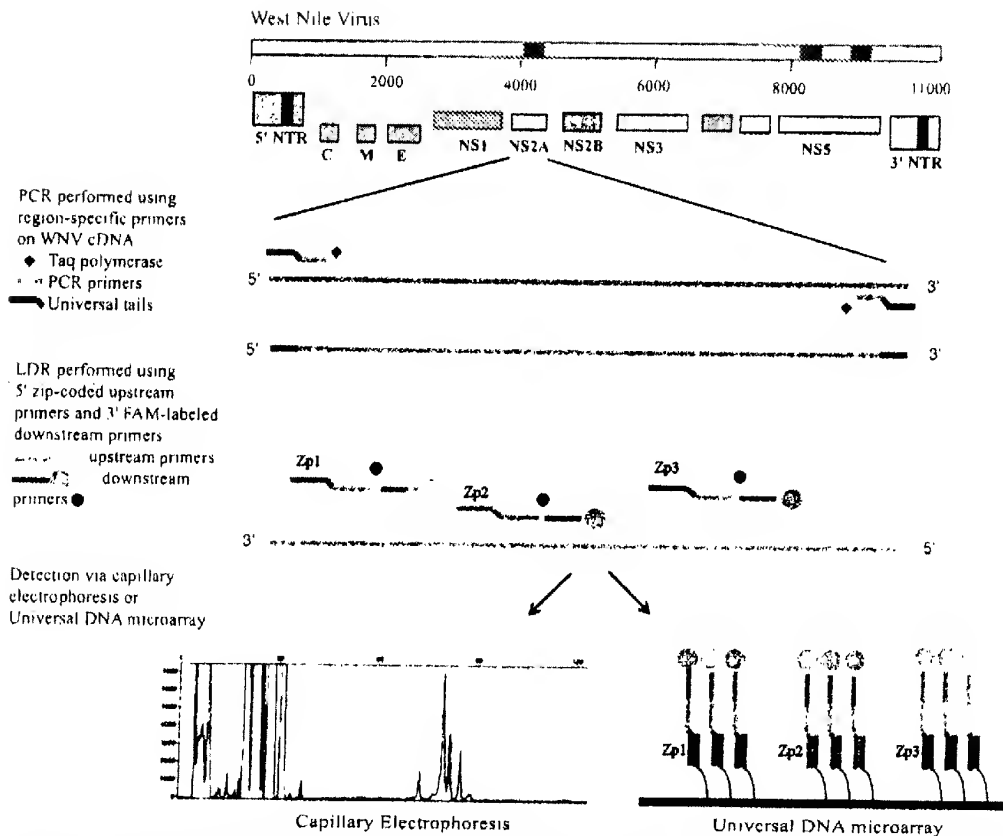 West Nile Virus
0 2000 4000 6000 8000 11000
5' NTR C M E NS1 NS2A NS2B NS3 NS5 3' NTR
PCR performed using
region-specific primers
on WNV cDNA
Taq polymerase
PCR primers
Universal tails
5' 3'
5' 3'
LDR performed using
5' zip-coded upstream
primers and 3' FAM-labeled
downstream primers
upstream primers
downstream
primers
Zp1 Zp2 Zp3
3' 5'
Detection via capillary
electrophoresis or
Universal DNA microarray
Zp1 Zp2 Zp3
Capillary Electrophoresis
Universal DNA microarray